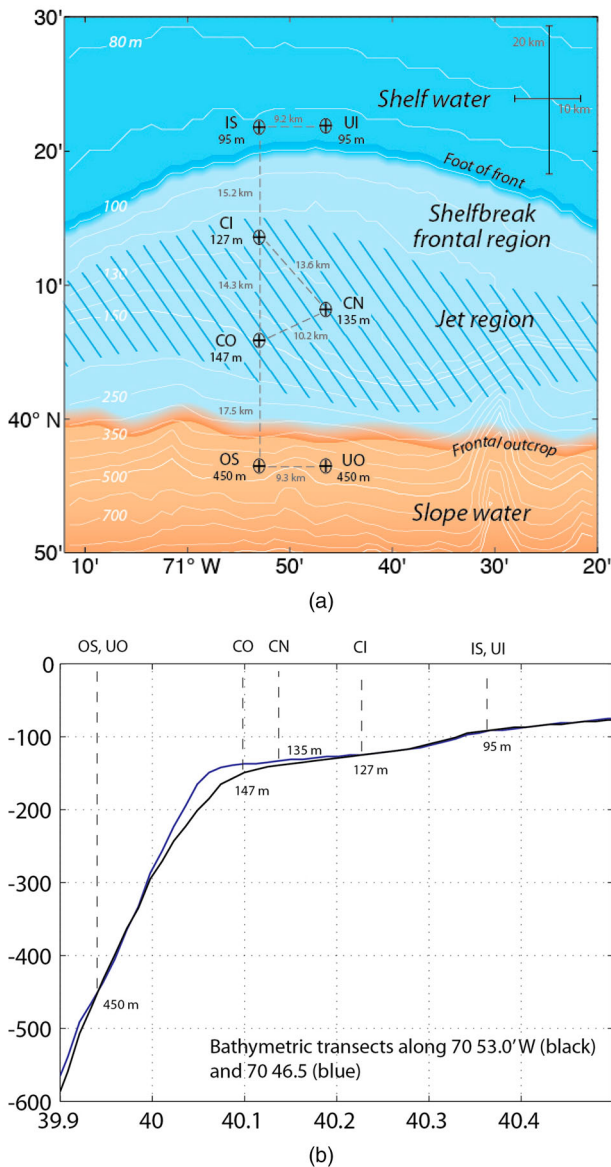 30'
80 m
20 km
Shelf water
10 km
IS
9.2 km
UI
95 m
95 m
20'
Foot of front
15.2 km
100
Shelfbreak
frontal region
CI
127 m
130
13.6 km
14.3 km
10'
CN
135 m
Jet region
150
10.2 km
CO
147 m
250
17.5 km
40° N
350
Frontal outcrop
OS
UO
450 m
9.3 km
450 m
500
Slope water
700
50'
10'
71° W
50'
40'
30'
20'
(a)
OS, UO
CO
CN
CI
IS, UI
0
-100
135 m
95 m
127 m
147 m
-200
-300
-400
450 m
-500
Bathymetric transects along 70 53.0' W (black)
and 70 46.5 (blue)
-600
39.9
40
40.1
40.2
40.3
40.4
(b)